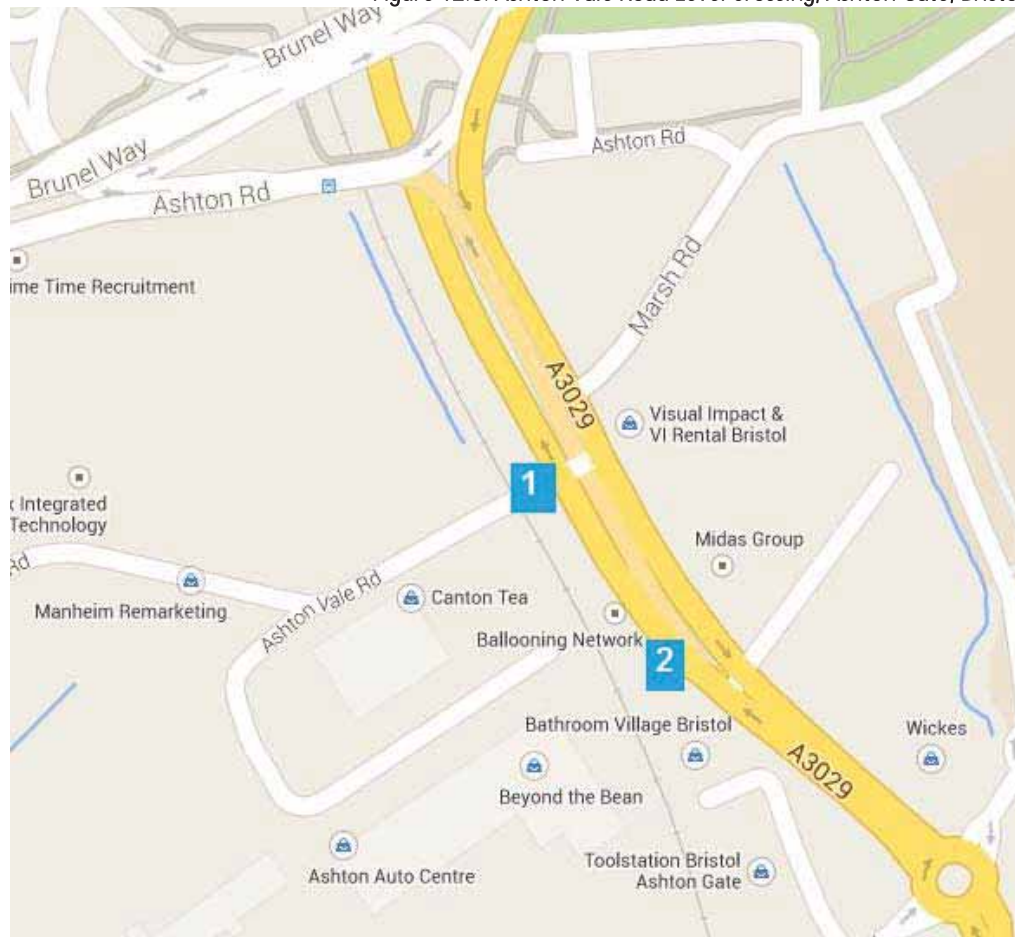 Brunel Way
Brunel Way
Ashton Rd
Ashton Rd
ime Time Recruitment
Marsh Rd
A3029
Visual Impact &
VI Rental Bristol
1
x Integrated
Technology
Midas Group
Rd
Manheim Remarketing
Ashton Vale Rd
Canton Tea
Ballooning Network
2
Bathroom Village Bristol
Wickes
A3029
Beyond the Bean
Toolstation Bristol
Ashton Gate
Ashton Auto Centre